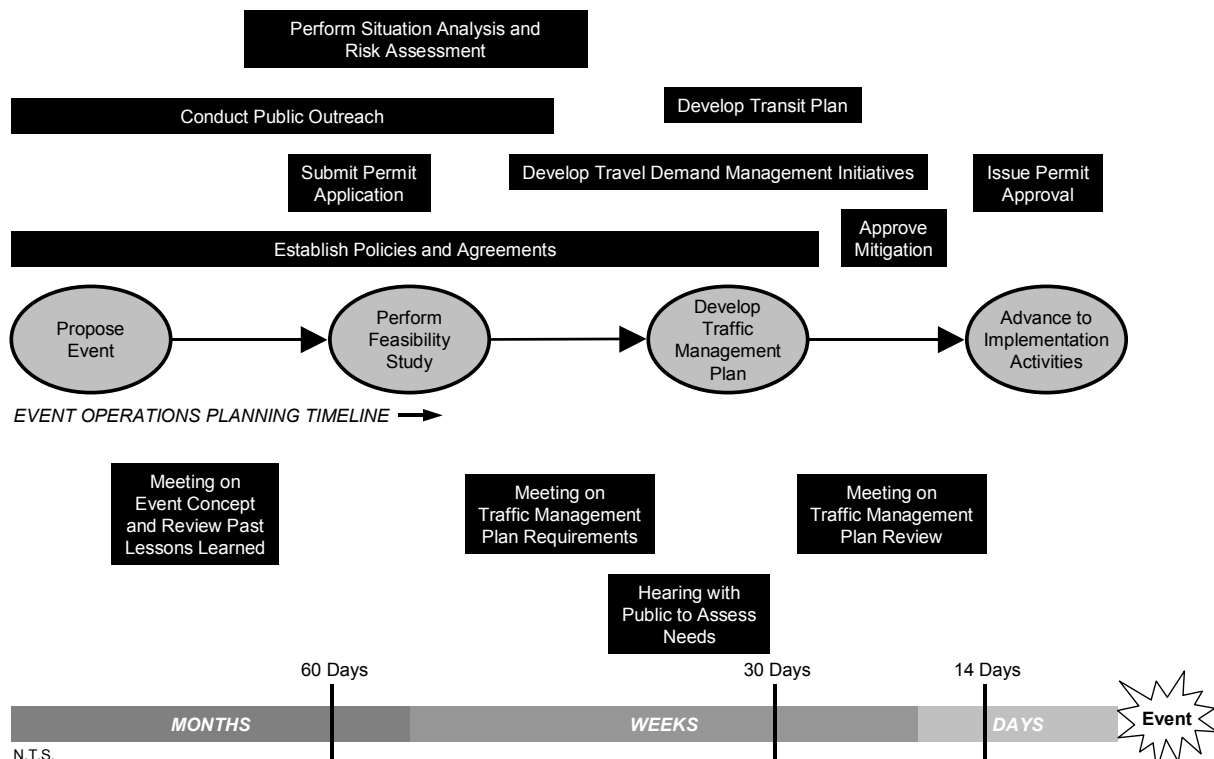 Perform Situation Analysis and
Risk Assessment
Conduct Public Outreach
Develop Transit Plan
Submit Permit
Application
Develop Travel Demand Management Initiatives
Issue Permit
Approval
Establish Policies and Agreements
Approve
Mitigation
Propose
Event
Perform
Feasibility
Study
Develop
Traffic
Management
Plan
Advance to
Implementation
Activities
EVENT OPERATIONS PLANNING TIMELINE
Meeting on
Event Concept
and Review Past
Lessons Learned
Meeting on
Traffic Management
Plan Requirements
Meeting on
Traffic Management
Plan Review
Hearing with
Public to Assess
Needs
60 Days
30 Days
14 Days
MONTHS
WEEKS
DAYS
Event
N.T.S.